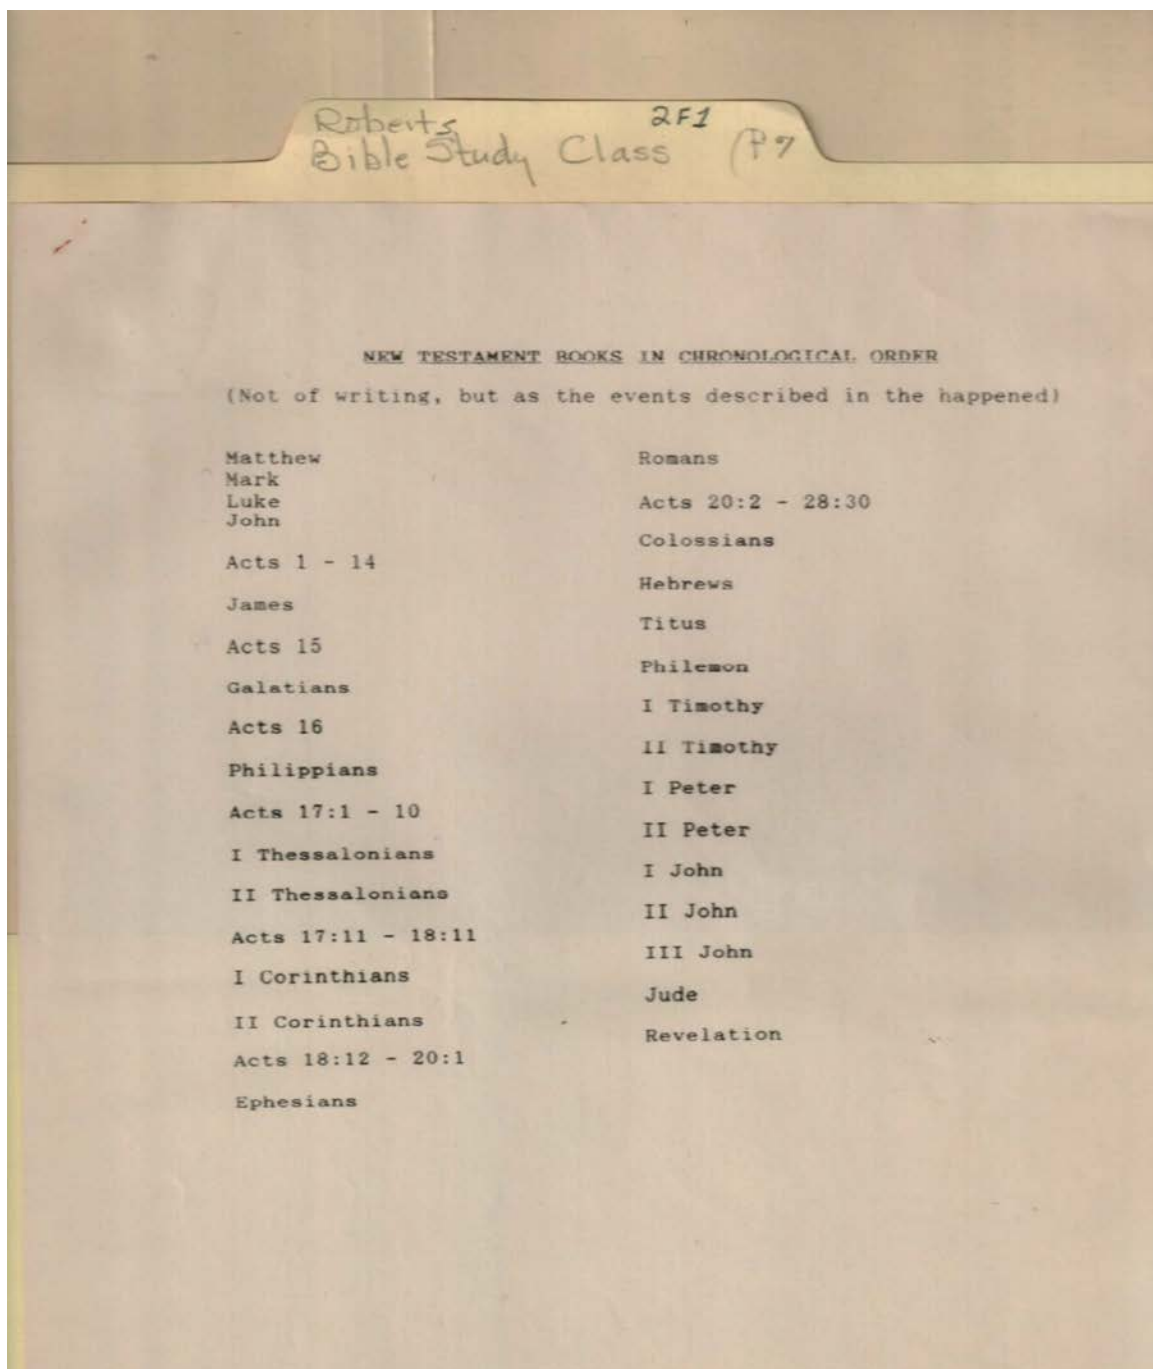 Roberts 2F1
Bible Study Class (P7
NEW TESTAMENT BOOKS IN CHRONOLOGICAL ORDER
(Not of writing, but as the events described in the happened)
Matthew
Mark
Luke
John
Acts 1 - 14
James
Acts 15
Galatians
Acts 16
Philippians
Acts 17:1 - 10
I Thessalonians
II Thessalonians
Acts 17:11 - 18:11
I Corinthians
II Corinthians
Acts 18:12 - 20:1
Ephesians
Romans
Acts 20:2 - 28:30
Colossians
Hebrews
Titus
Philemon
I Timothy
II Timothy
I Peter
II Peter
I John
II John
III John
Jude
Revelation